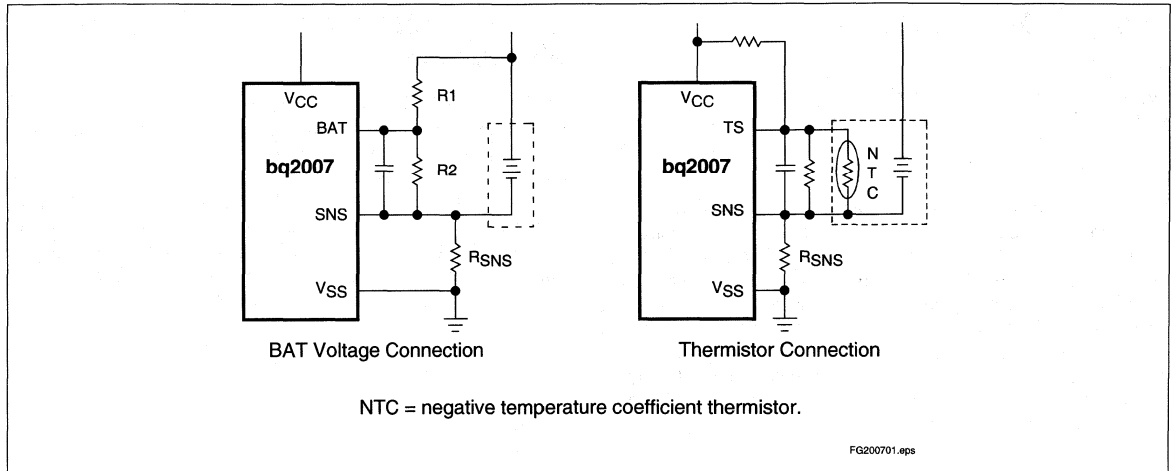 VCC
BAT
bq2007
SNS
VSS
R1
R2
RSNS
BAT Voltage Connection
VCC
TS
bq2007
SNS
VSS
N
T
C
RSNS
Thermistor Connection
NTC = negative temperature coefficient thermistor.
FG200701.eps